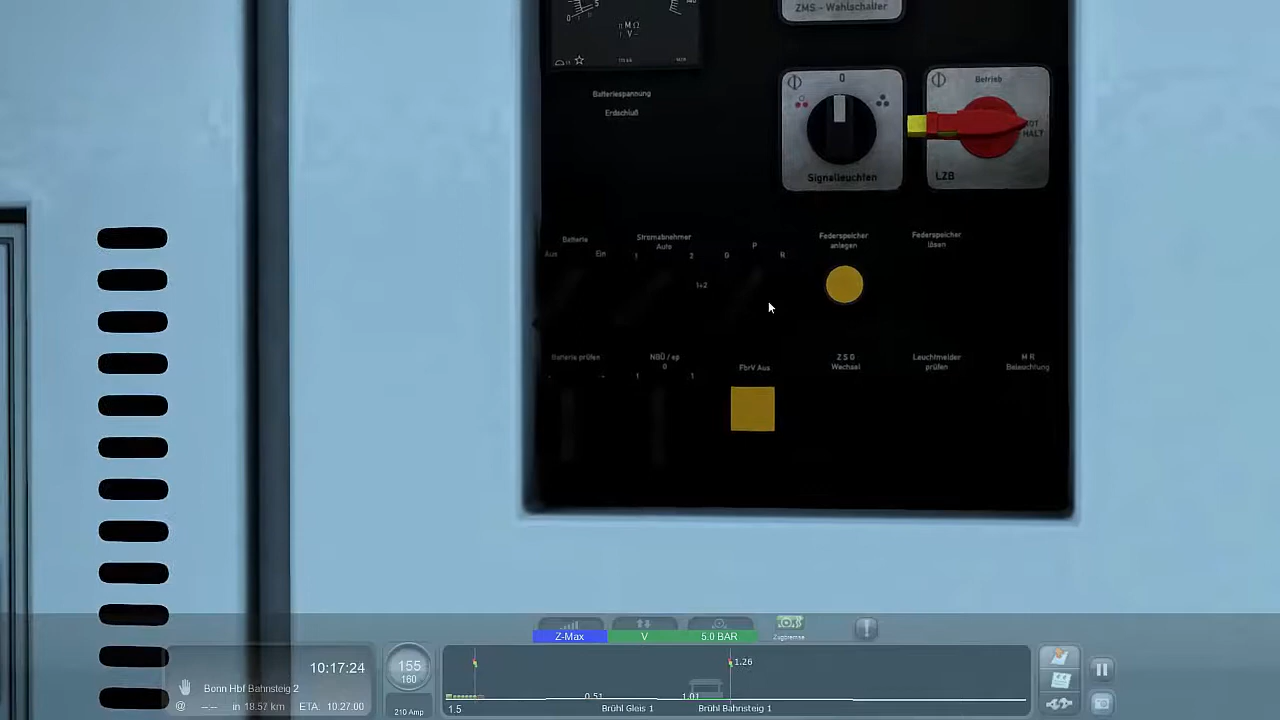 ZMS - Wahlschalter
0
5
MΩ
V-
Batteriespannung
Erdschluß
0
Signalleuchten
Betrieb
HALT
LZB
Batterie
Aus
Ein
Stromabnehmer
Auto
1
2
1+2
G
P
R
Federspeicher
anlegen
Federspeicher
lösen
Batterie prüfen
NBÜ / ep
0
1
1
FbrV Aus
Z S G
Wechsel
Leuchtmelder
prüfen
M R
Beleuchtung
Z-Max
V
5.0 BAR
Zugbremse
10:17:24
Bonn Hbf Bahnsteig 2
@ --.-- in 18.57 km ETA: 10:27:00
155
160
210 Amp
1.26
0.51
1.01
1.5
Brühl Gleis 1
Brühl Bahnsteig 1